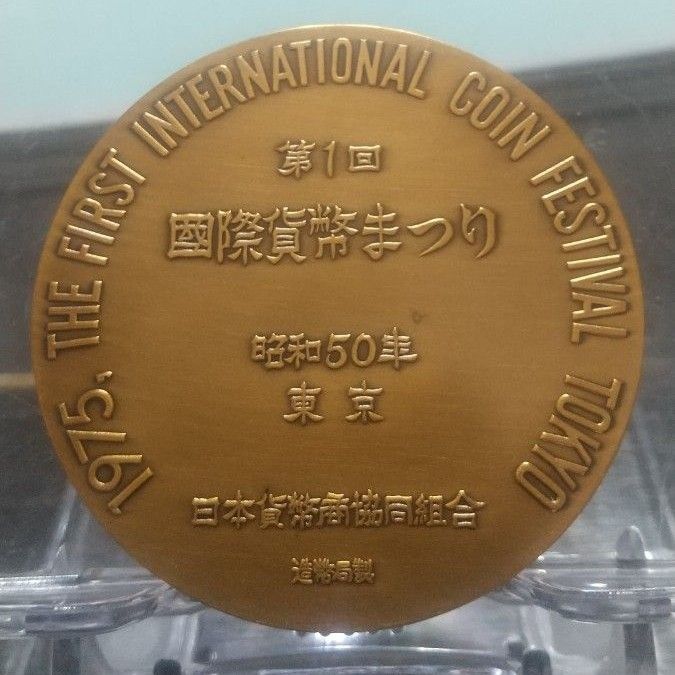 1975, THE FIRST INTERNATIONAL COIN FESTIVAL TOKYO
第1回
國際貨幣まつり
昭和50年
東京
日本貨幣商協同組合
造幣局製